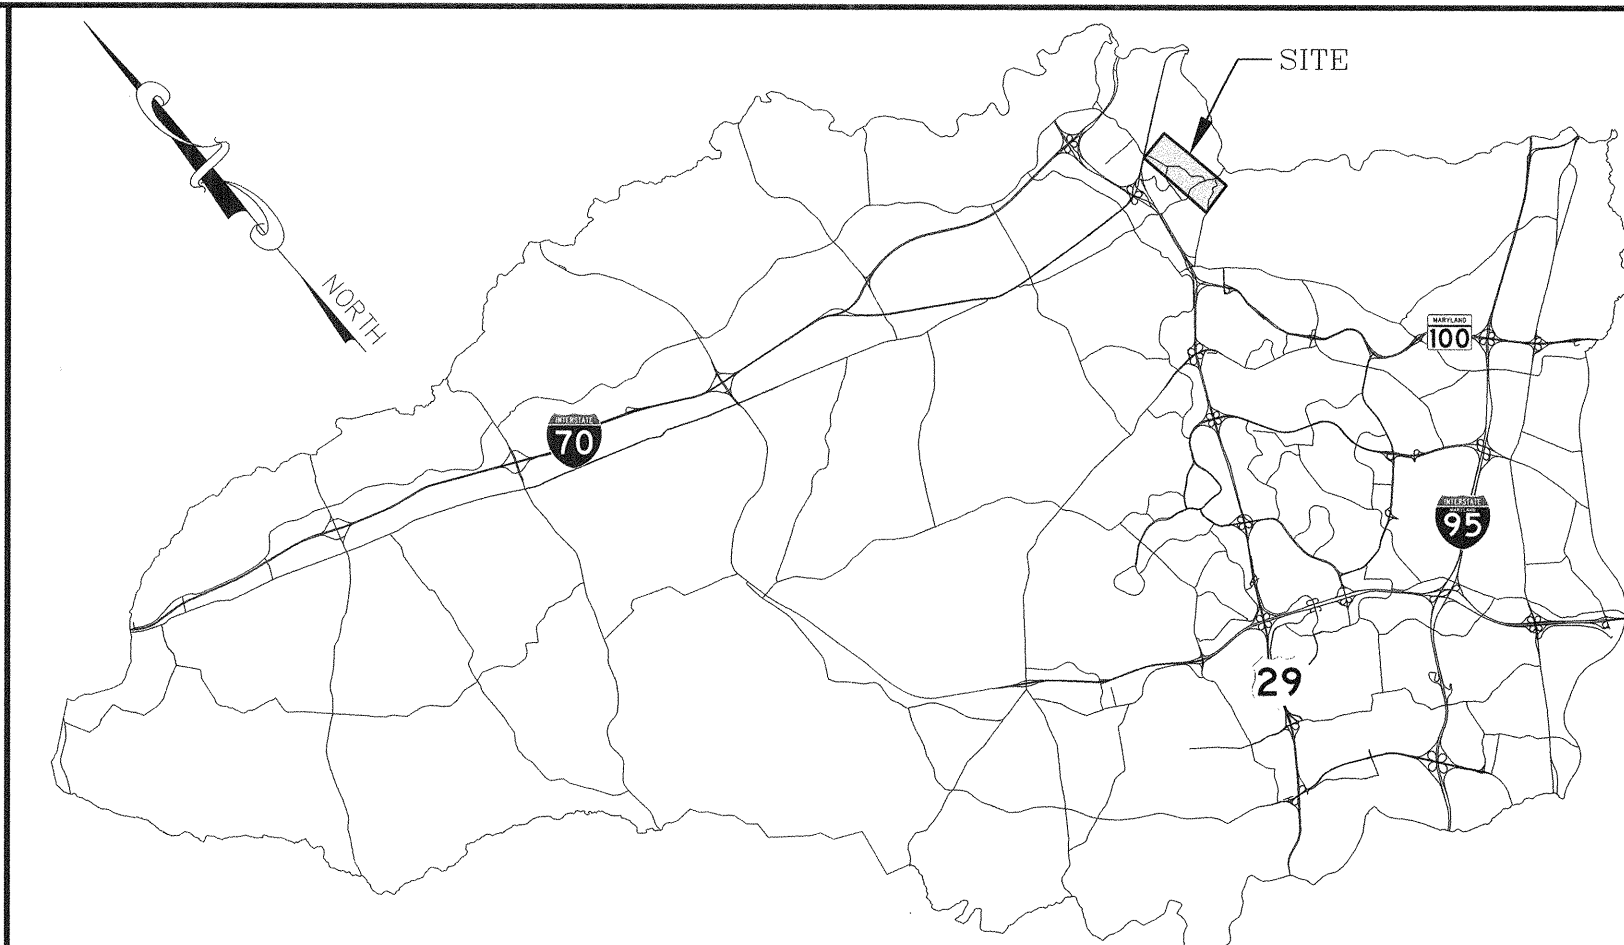 SITE
NORTH
MARYLAND
100
INTERSTATE
70
INTERSTATE
MARYLAND
95
29